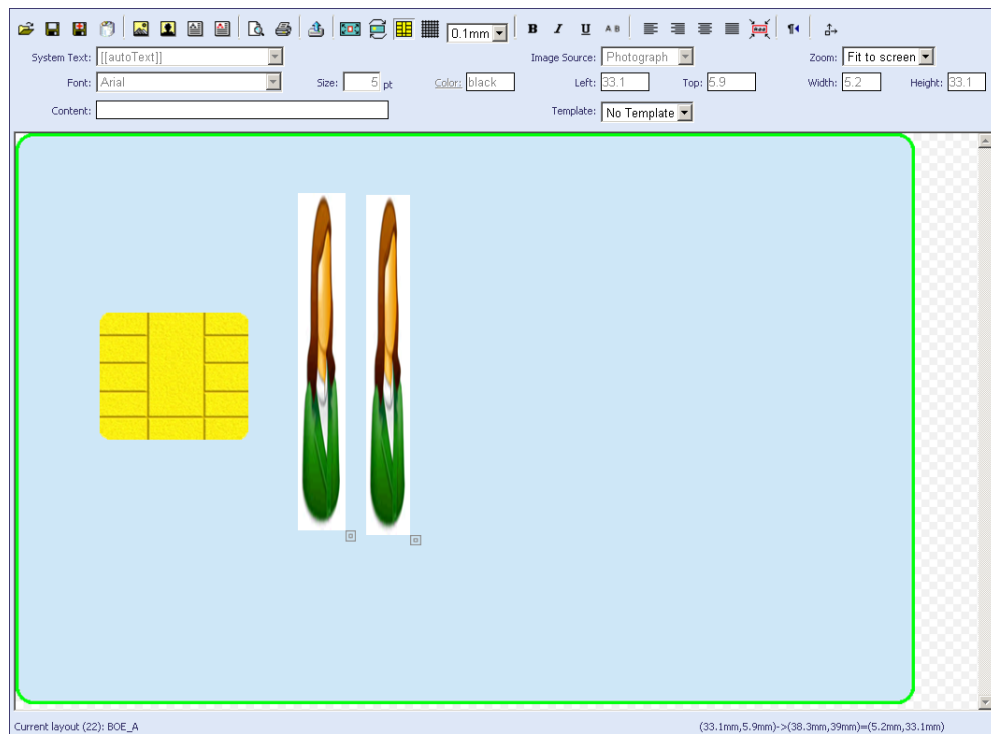 0.1mm B I U A B
System Text: [[autoText]] Image Source: Photograph Zoom: Fit to screen
Font: Arial Size: 5 pt Color: black Left: 33.1 Top: 5.9 Width: 5.2 Height: 33.1
Content: Template: No Template
Current layout (22): BOE_A (33.1mm,5.9mm)->(38.3mm,39mm)=(5.2mm,33.1mm)